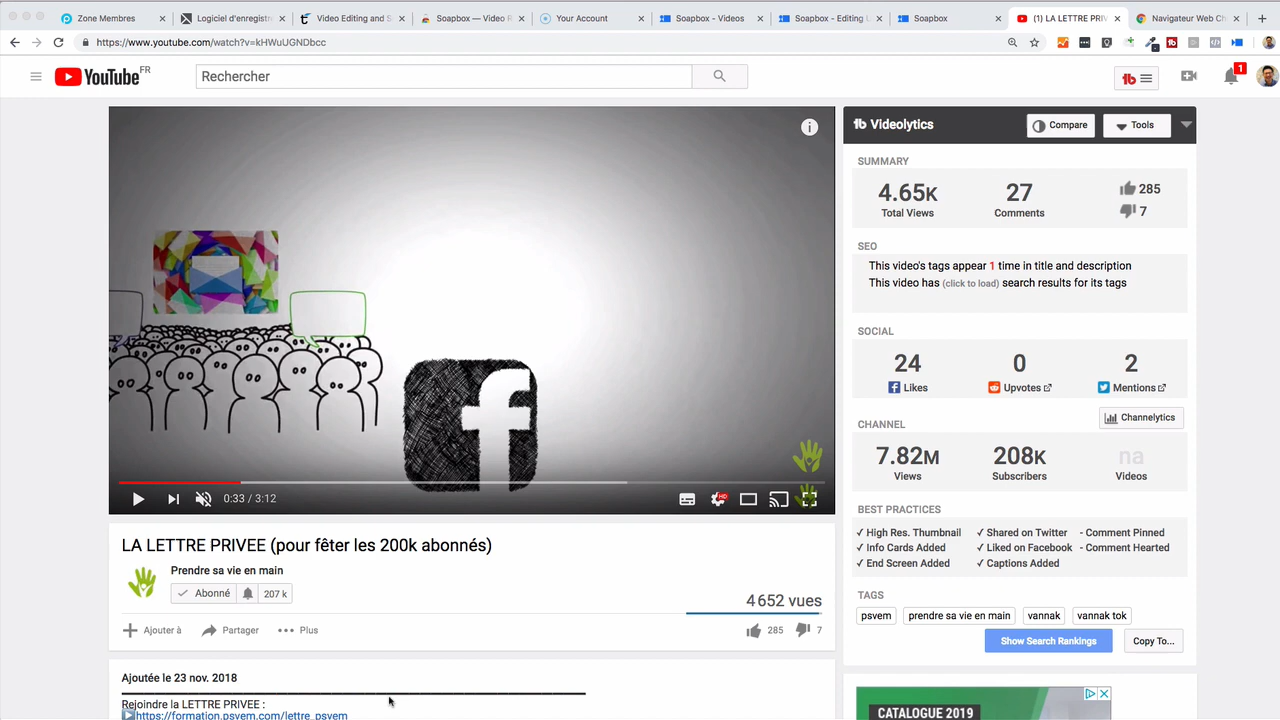 Zone Membres
Logiciel d'enregistre
Video Editing and S
Soapbox — Video R
Your Account
Soapbox - Videos
Soapbox - Editing L
Soapbox
(1) LA LETTRE PRIV
Navigateur Web Ch
https://www.youtube.com/watch?v=kHWuUGNDbcc
YouTube FR
Rechercher
1
Videolytics
Compare
Tools
SUMMARY
4.65K
27
285
Total Views
Comments
7
SEO
This video's tags appear 1 time in title and description
This video has (click to load) search results for its tags
SOCIAL
24
0
2
Likes
Upvotes
Mentions
Channelytics
CHANNEL
7.82M
208K
na
Views
Subscribers
Videos
BEST PRACTICES
✓ High Res. Thumbnail
✓ Shared on Twitter
- Comment Pinned
✓ Info Cards Added
✓ Liked on Facebook
- Comment Hearted
✓ End Screen Added
✓ Captions Added
TAGS
psvem
prendre sa vie en main
vannak
vannak tok
Show Search Rankings
Copy To...
CATALOGUE 2019
0:33 / 3:12
HD
LA LETTRE PRIVEE (pour fêter les 200k abonnés)
Prendre sa vie en main
Abonné
207 k
4 652 vues
Ajouter à
Partager
Plus
285
7
Ajoutée le 23 nov. 2018
Rejoindre la LETTRE PRIVEE :
https://formation.psvem.com/lettre_psvem